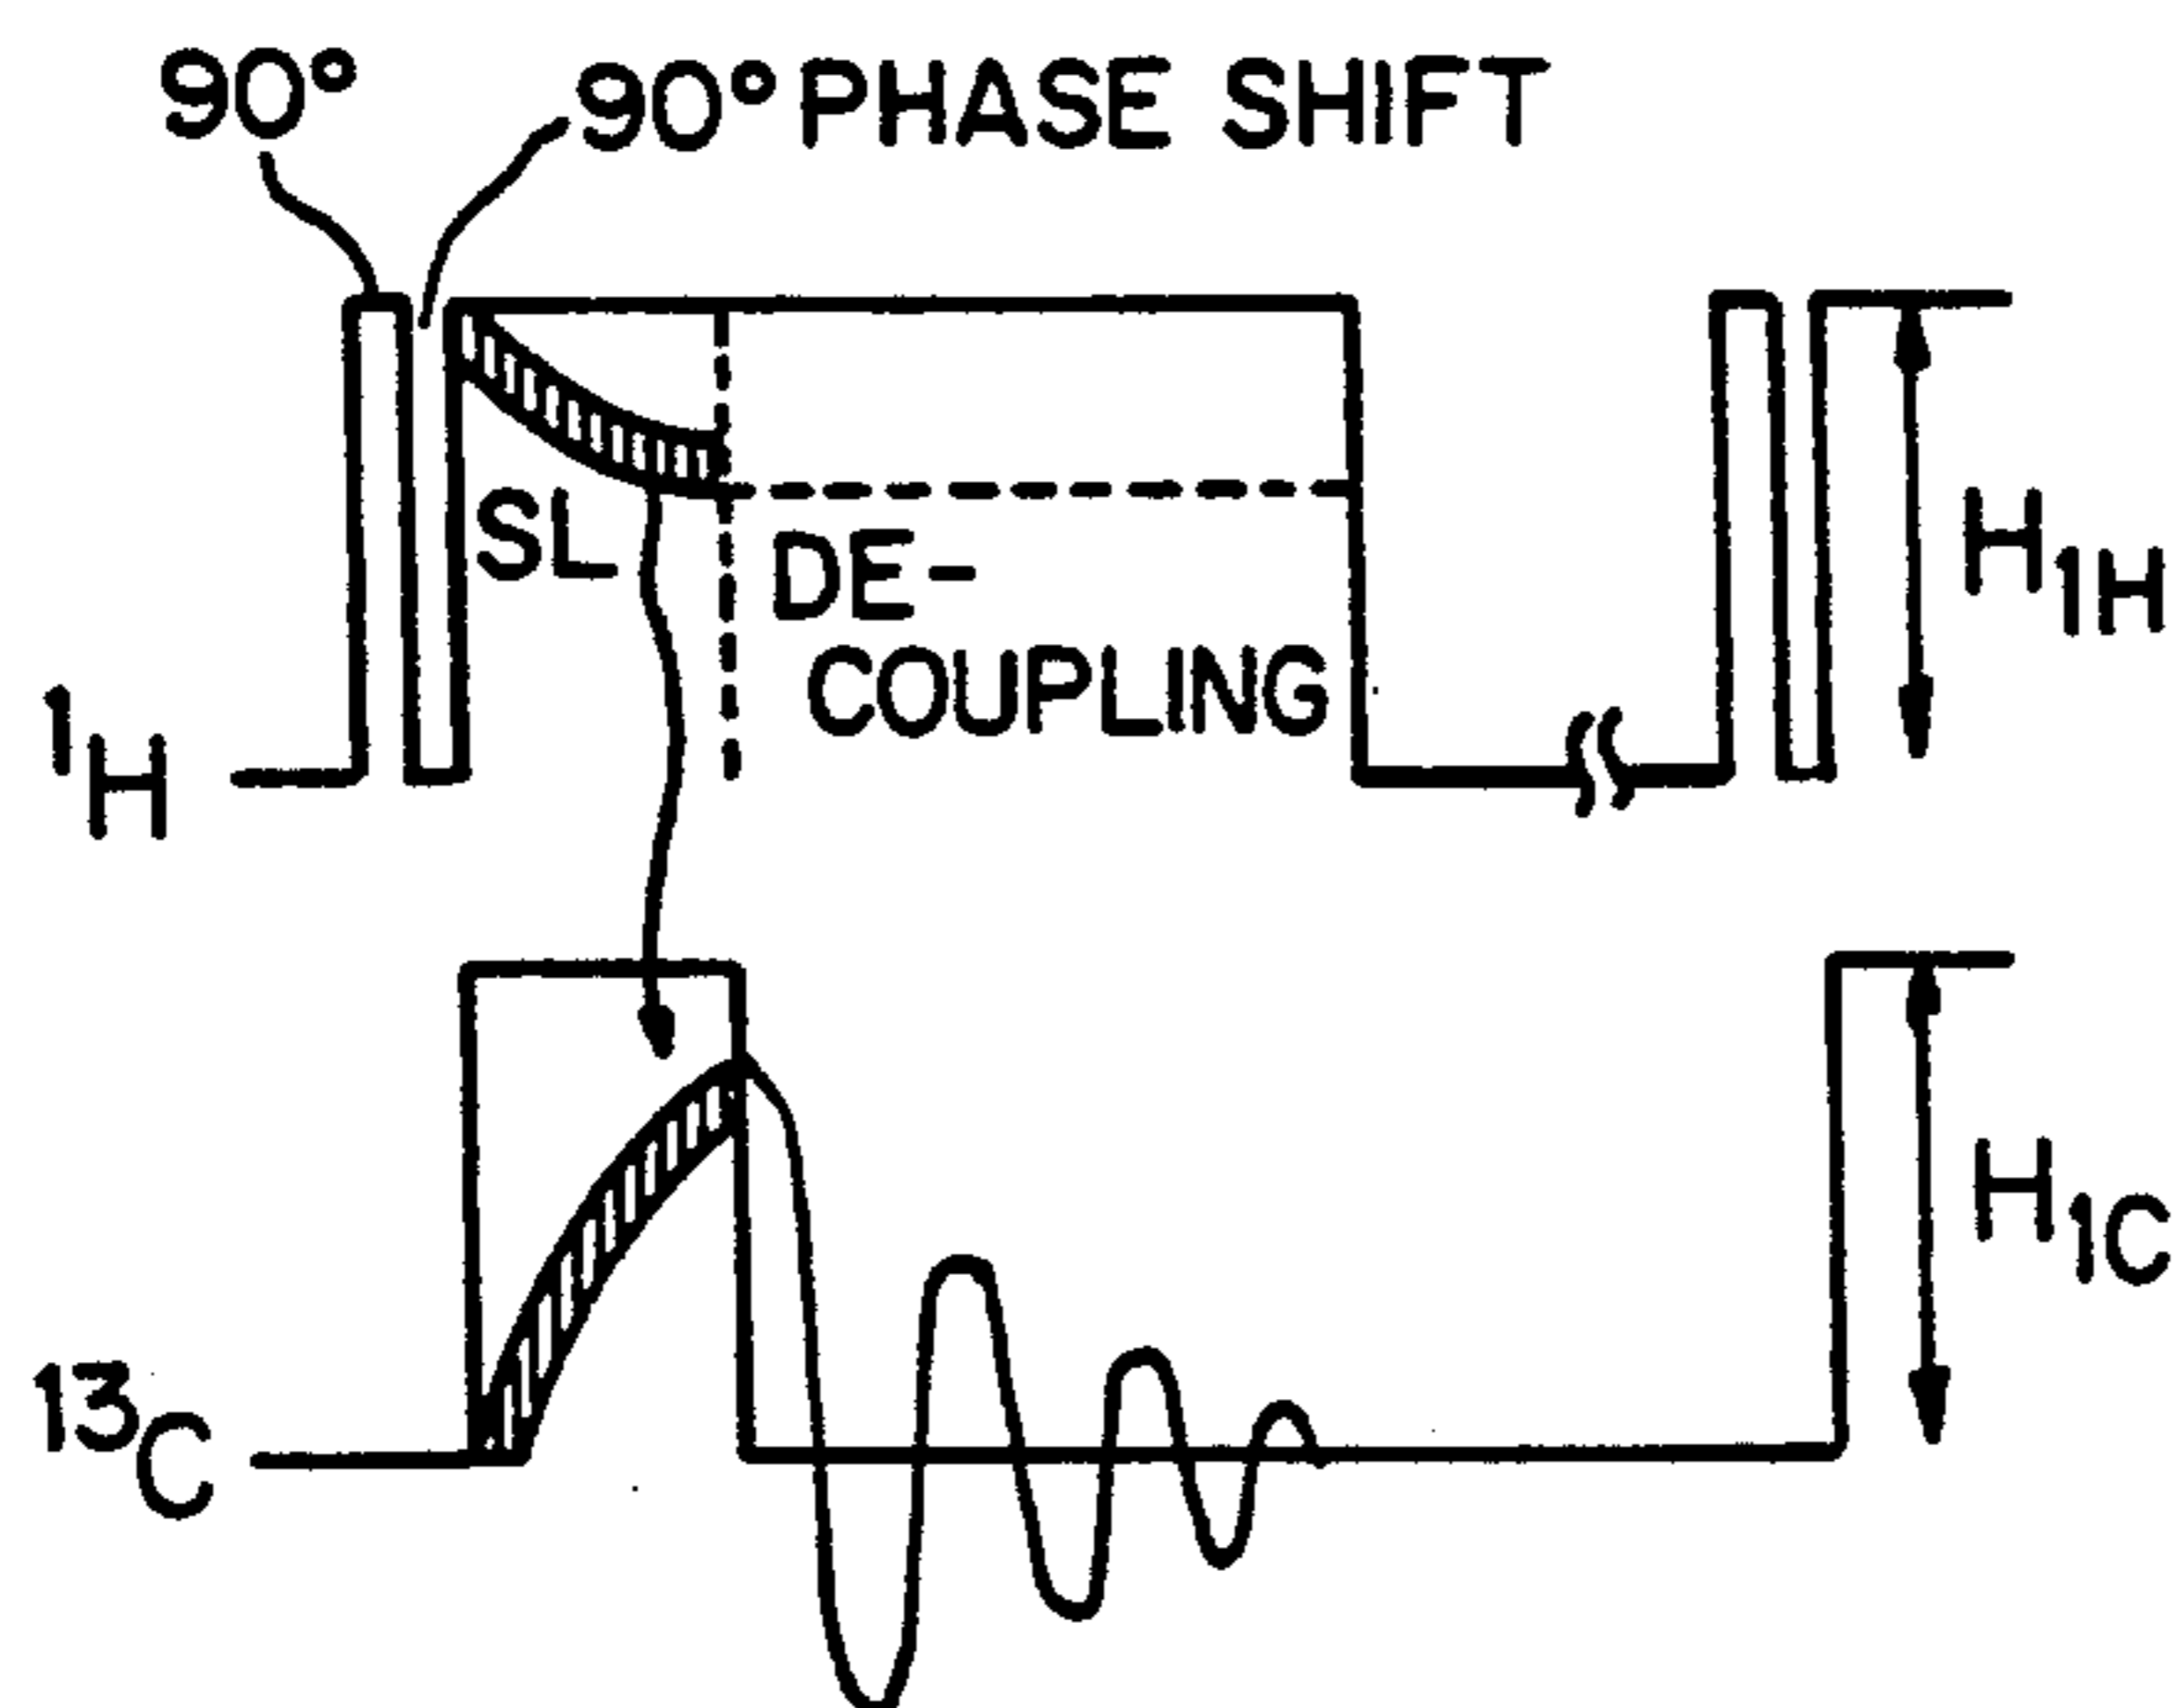 90°
90° PHASE SHIFT
SL
DE-
COUPLING
1H
H1H
13C
H1C